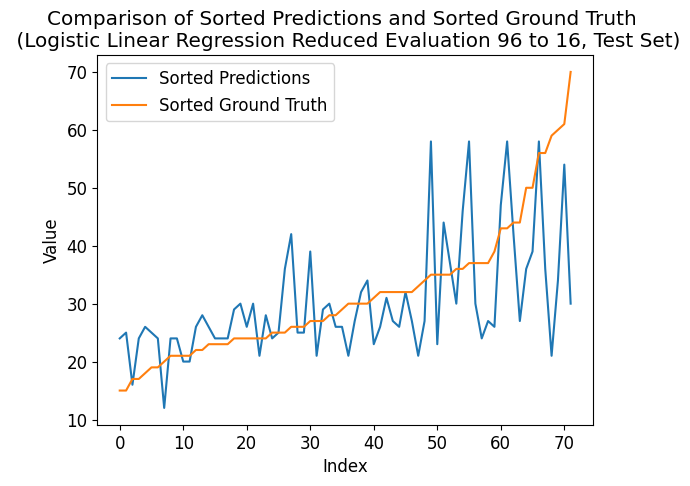 Comparison of Sorted Predictions and Sorted Ground Truth
(Logistic Linear Regression Reduced Evaluation 96 to 16, Test Set)
Sorted Predictions
Sorted Ground Truth
70
60
50
40
30
20
10
Value
0 10 20 30 40 50 60 70
Index